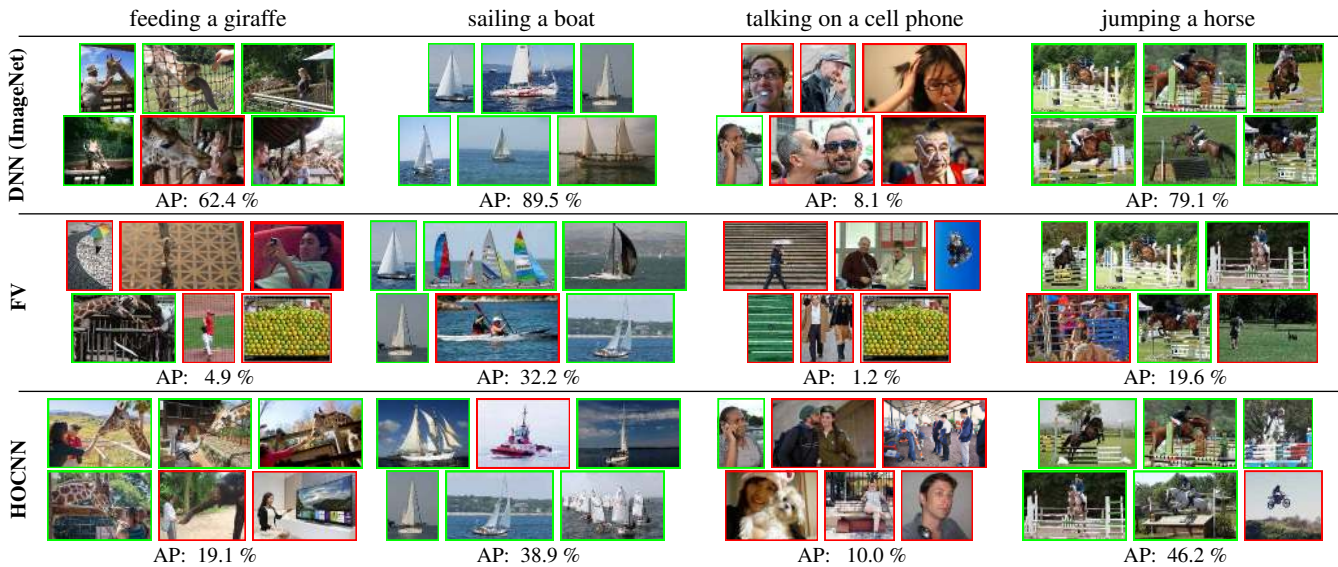 feeding a giraffe sailing a boat talking on a cell phone jumping a horse
DNN (ImageNet)
AP: 62.4 % AP: 89.5 % AP: 8.1 % AP: 79.1 %
FV
AP: 4.9 % AP: 32.2 % AP: 1.2 % AP: 19.6 %
HOCNN
AP: 19.1 % AP: 38.9 % AP: 10.0 % AP: 46.2 %